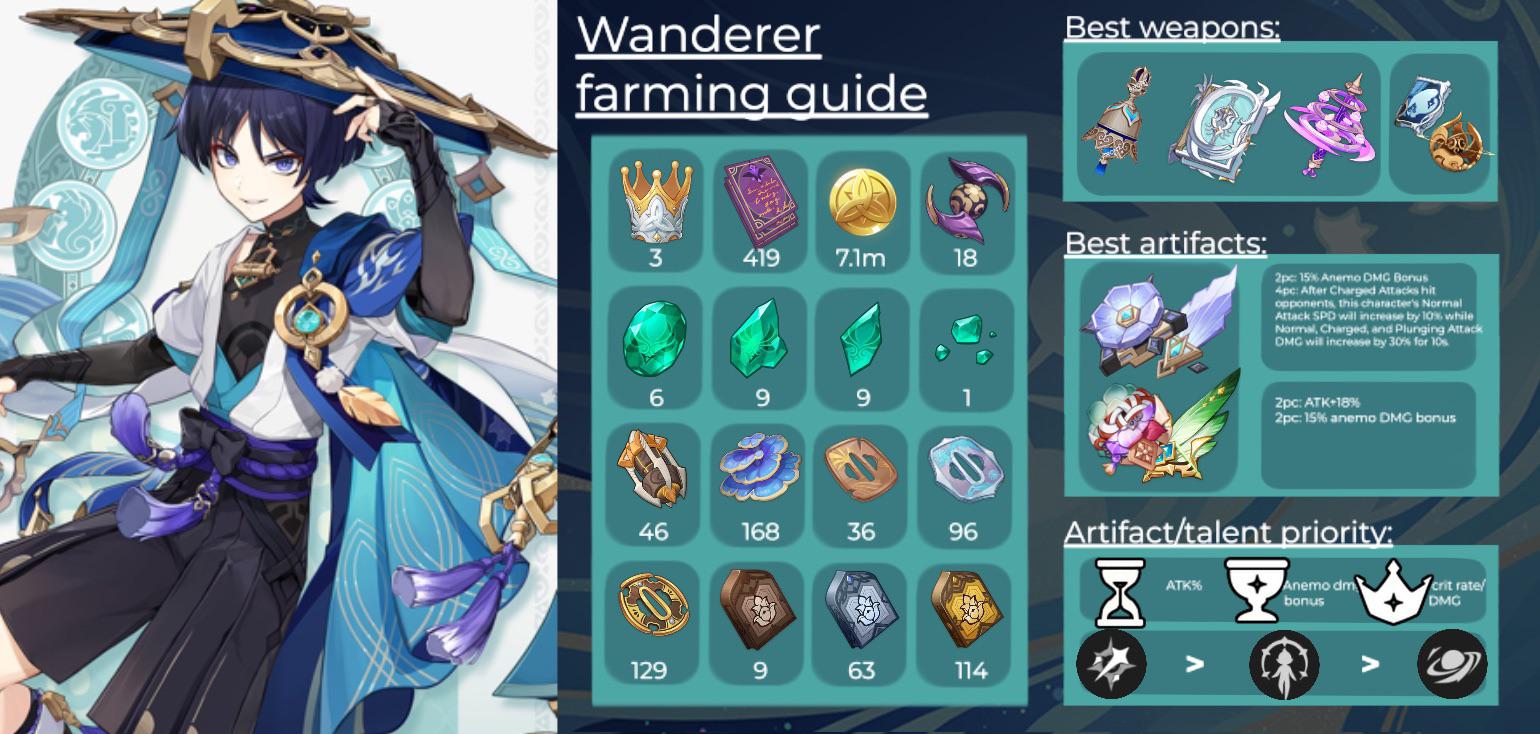 Wanderer
farming guide
3
419
7.1m
18
6
9
9
1
46
168
36
96
129
9
63
114
Best weapons:
Best artifacts:
2pc: 15% Anemo DMG Bonus
4pc: After Charged Attacks hit
opponents, this character's Normal
Attack SPD will increase by 10% while
Normal, Charged, and Plunging Attack
DMG will increase by 30% for 10s.
2pc: ATK+18%
2pc: 15% anemo DMG bonus
Artifact/talent priority:
ATK%
Anemo dm
bonus
crit rate/
DMG
>
>